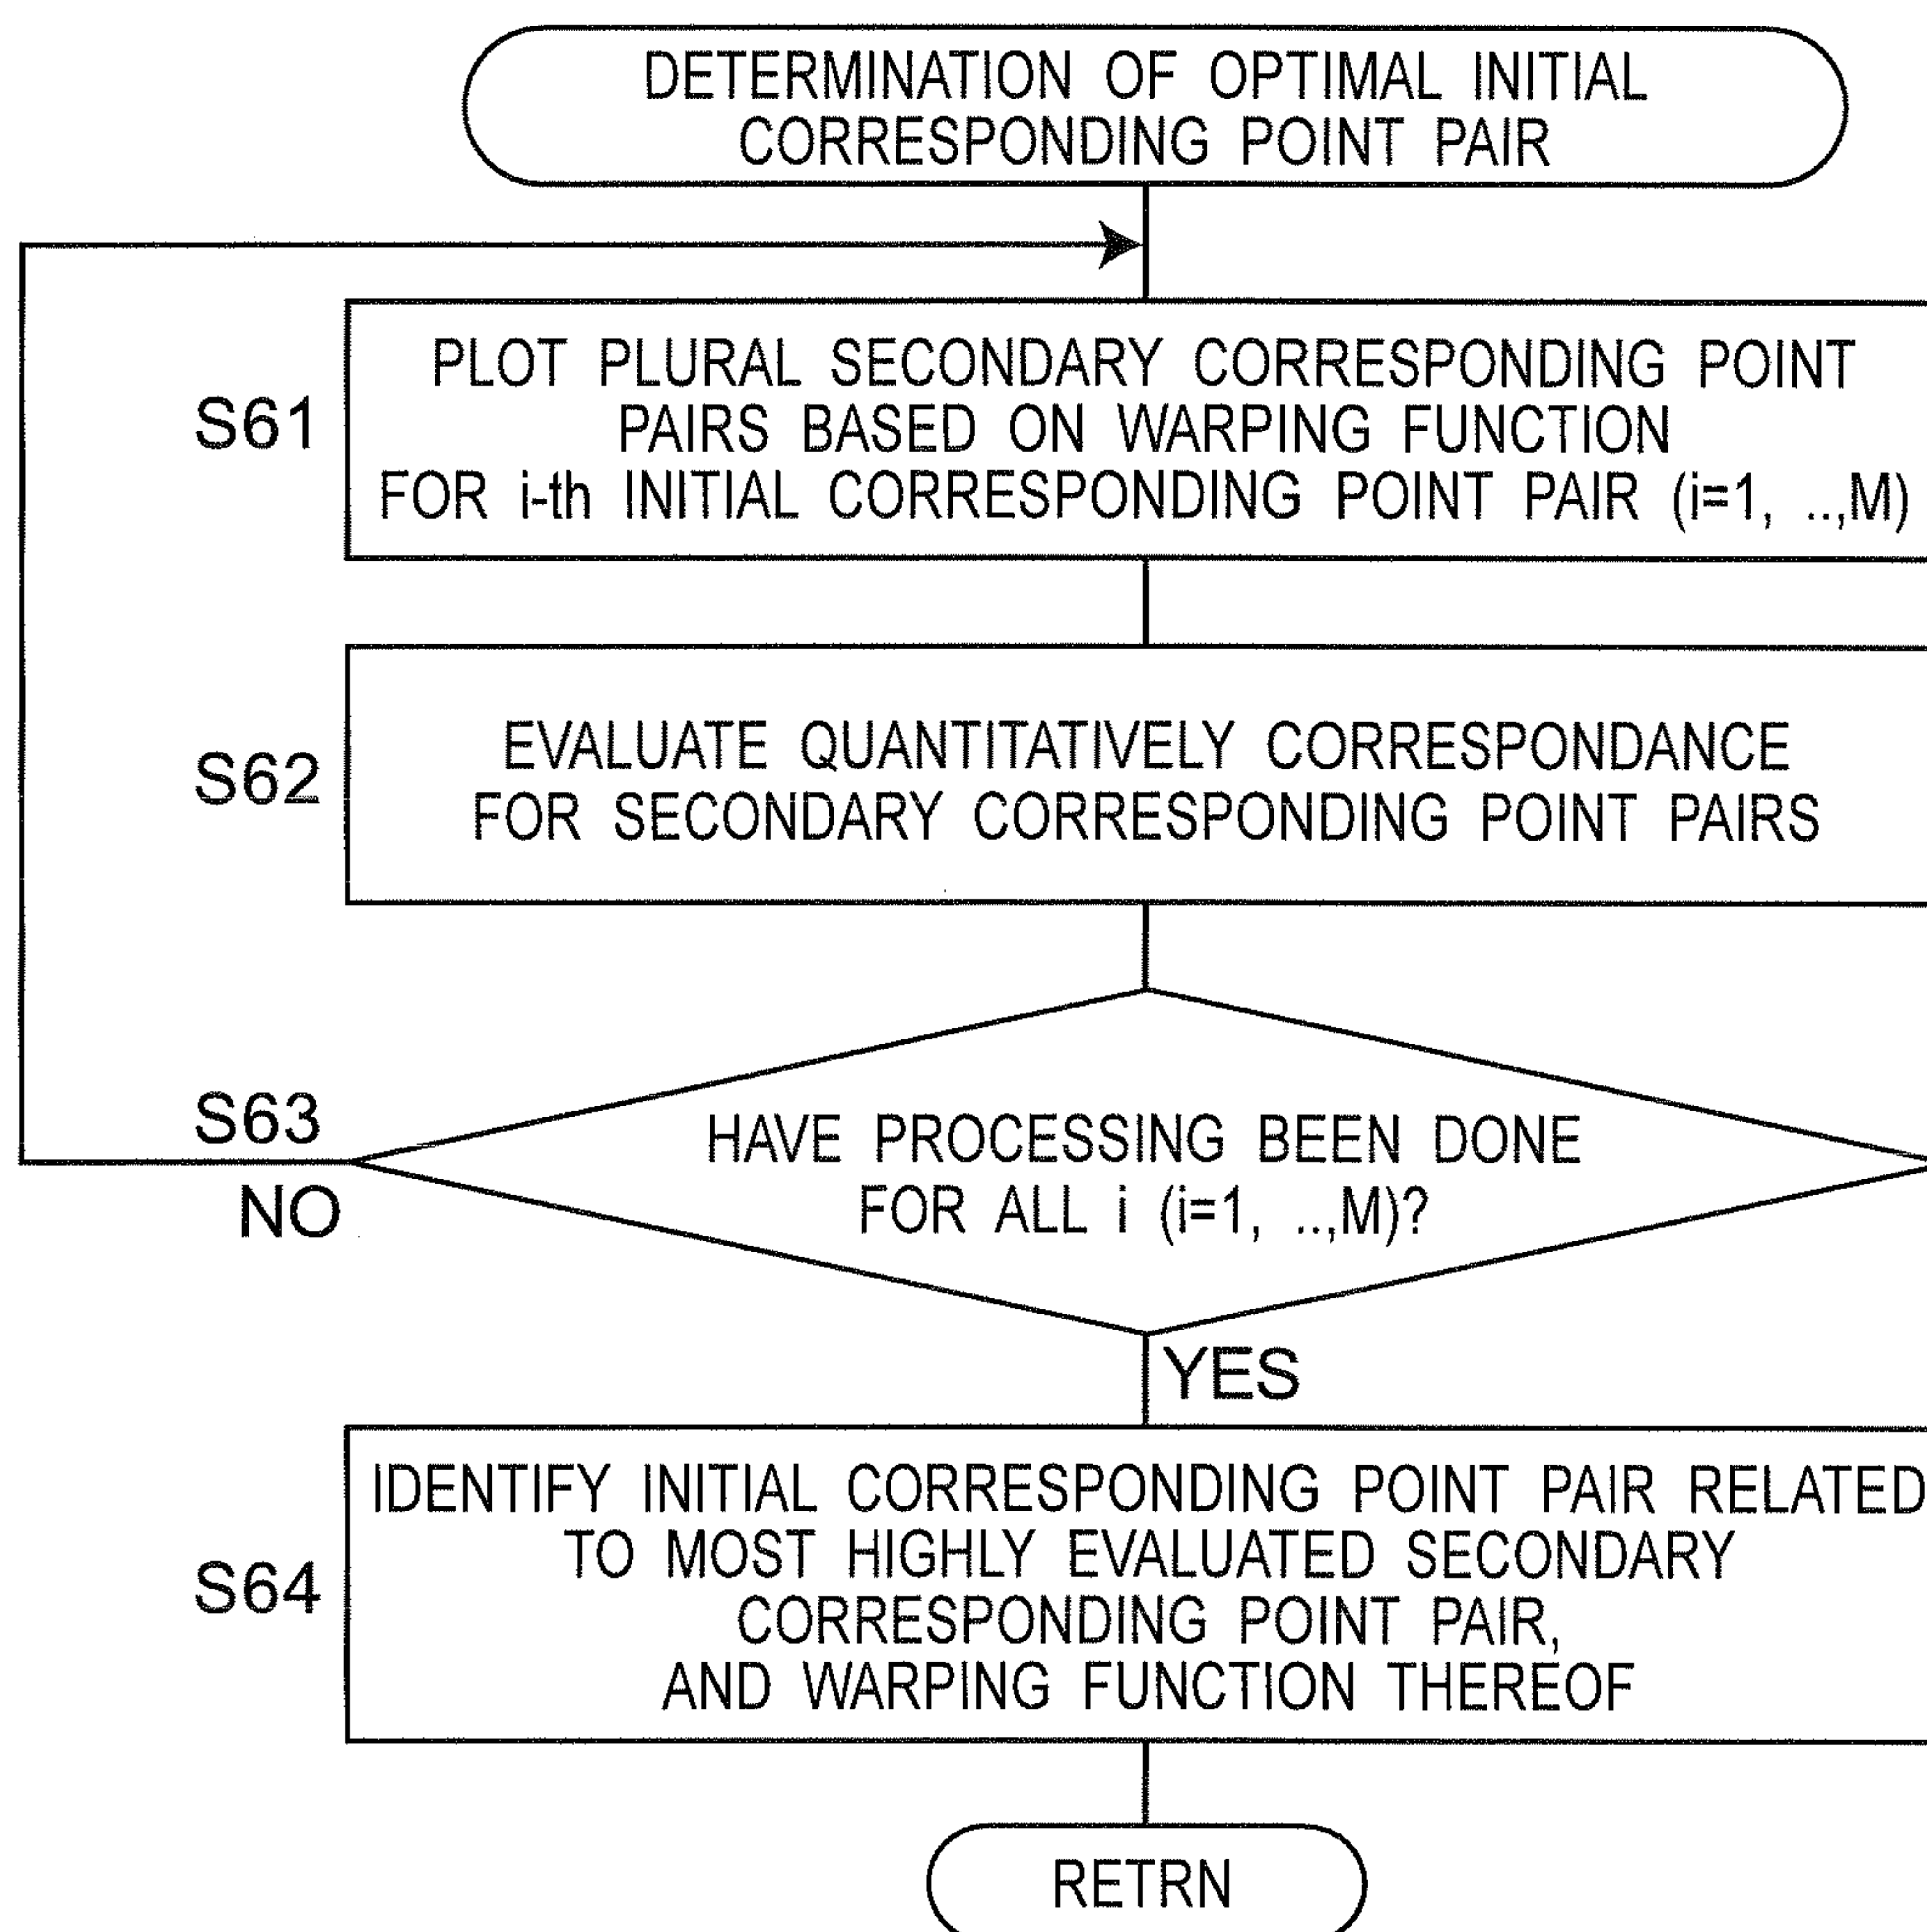 DETERMINATION OF OPTIMAL INITIAL
CORRESPONDING POINT PAIR
S61
PLOT PLURAL SECONDARY CORRESPONDING POINT
PAIRS BASED ON WARPING FUNCTION
FOR i-th INITIAL CORRESPONDING POINT PAIR (i=1, ..,M)
S62
EVALUATE QUANTITATIVELY CORRESPONDANCE
FOR SECONDARY CORRESPONDING POINT PAIRS
S63
HAVE PROCESSING BEEN DONE
FOR ALL i (i=1, ..,M)?
NO
YES
S64
IDENTIFY INITIAL CORRESPONDING POINT PAIR RELATED
TO MOST HIGHLY EVALUATED SECONDARY
CORRESPONDING POINT PAIR,
AND WARPING FUNCTION THEREOF
RETRN